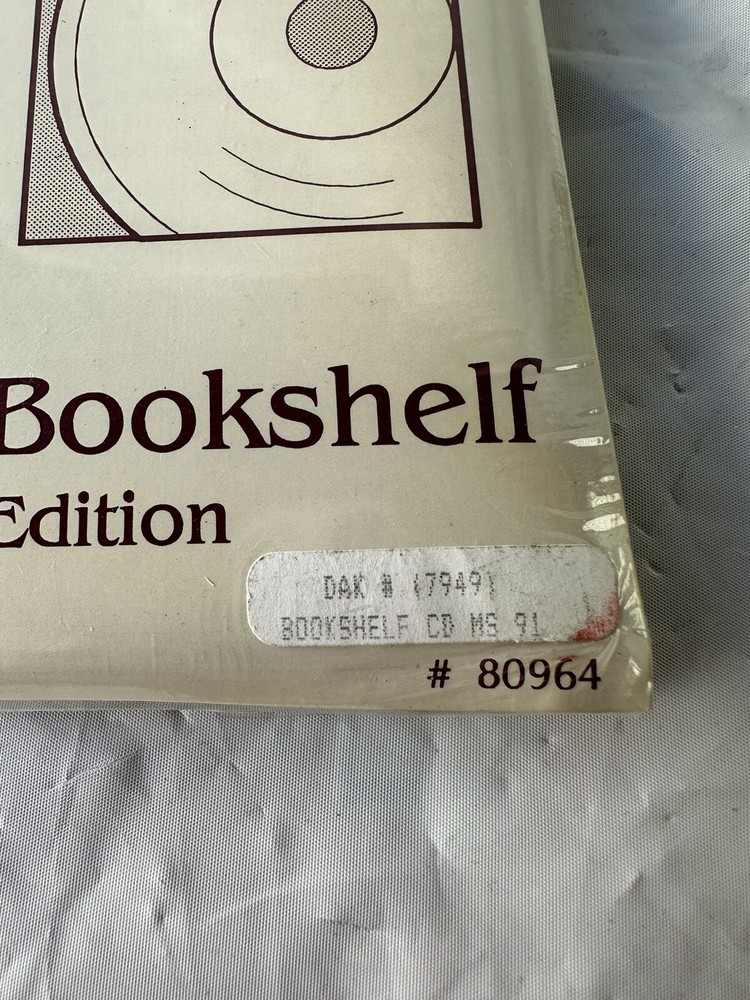 Bookshelf
Edition
DAK # (7949)
BOOKSHELF CD MS 91
# 80964